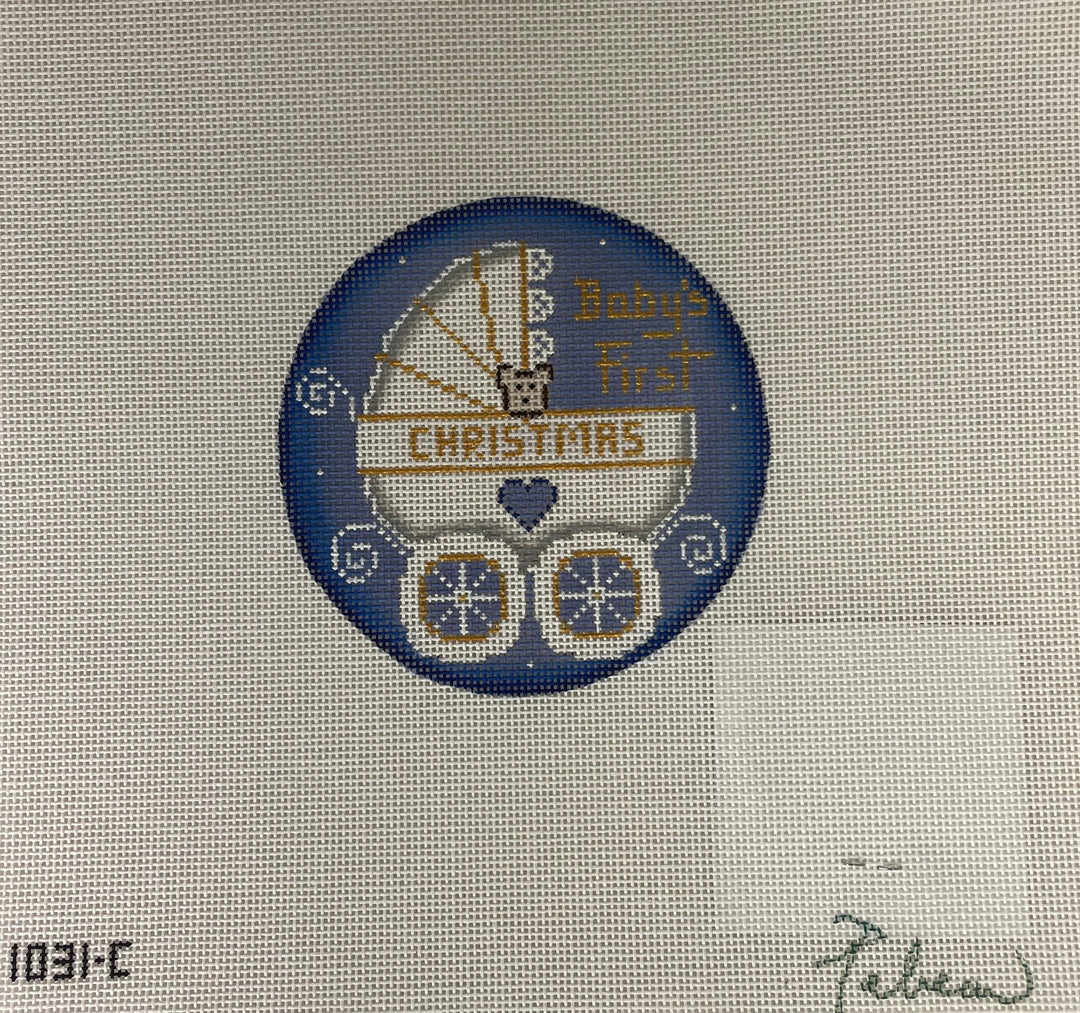 Baby's
First
CHRISTMAS
1031-C